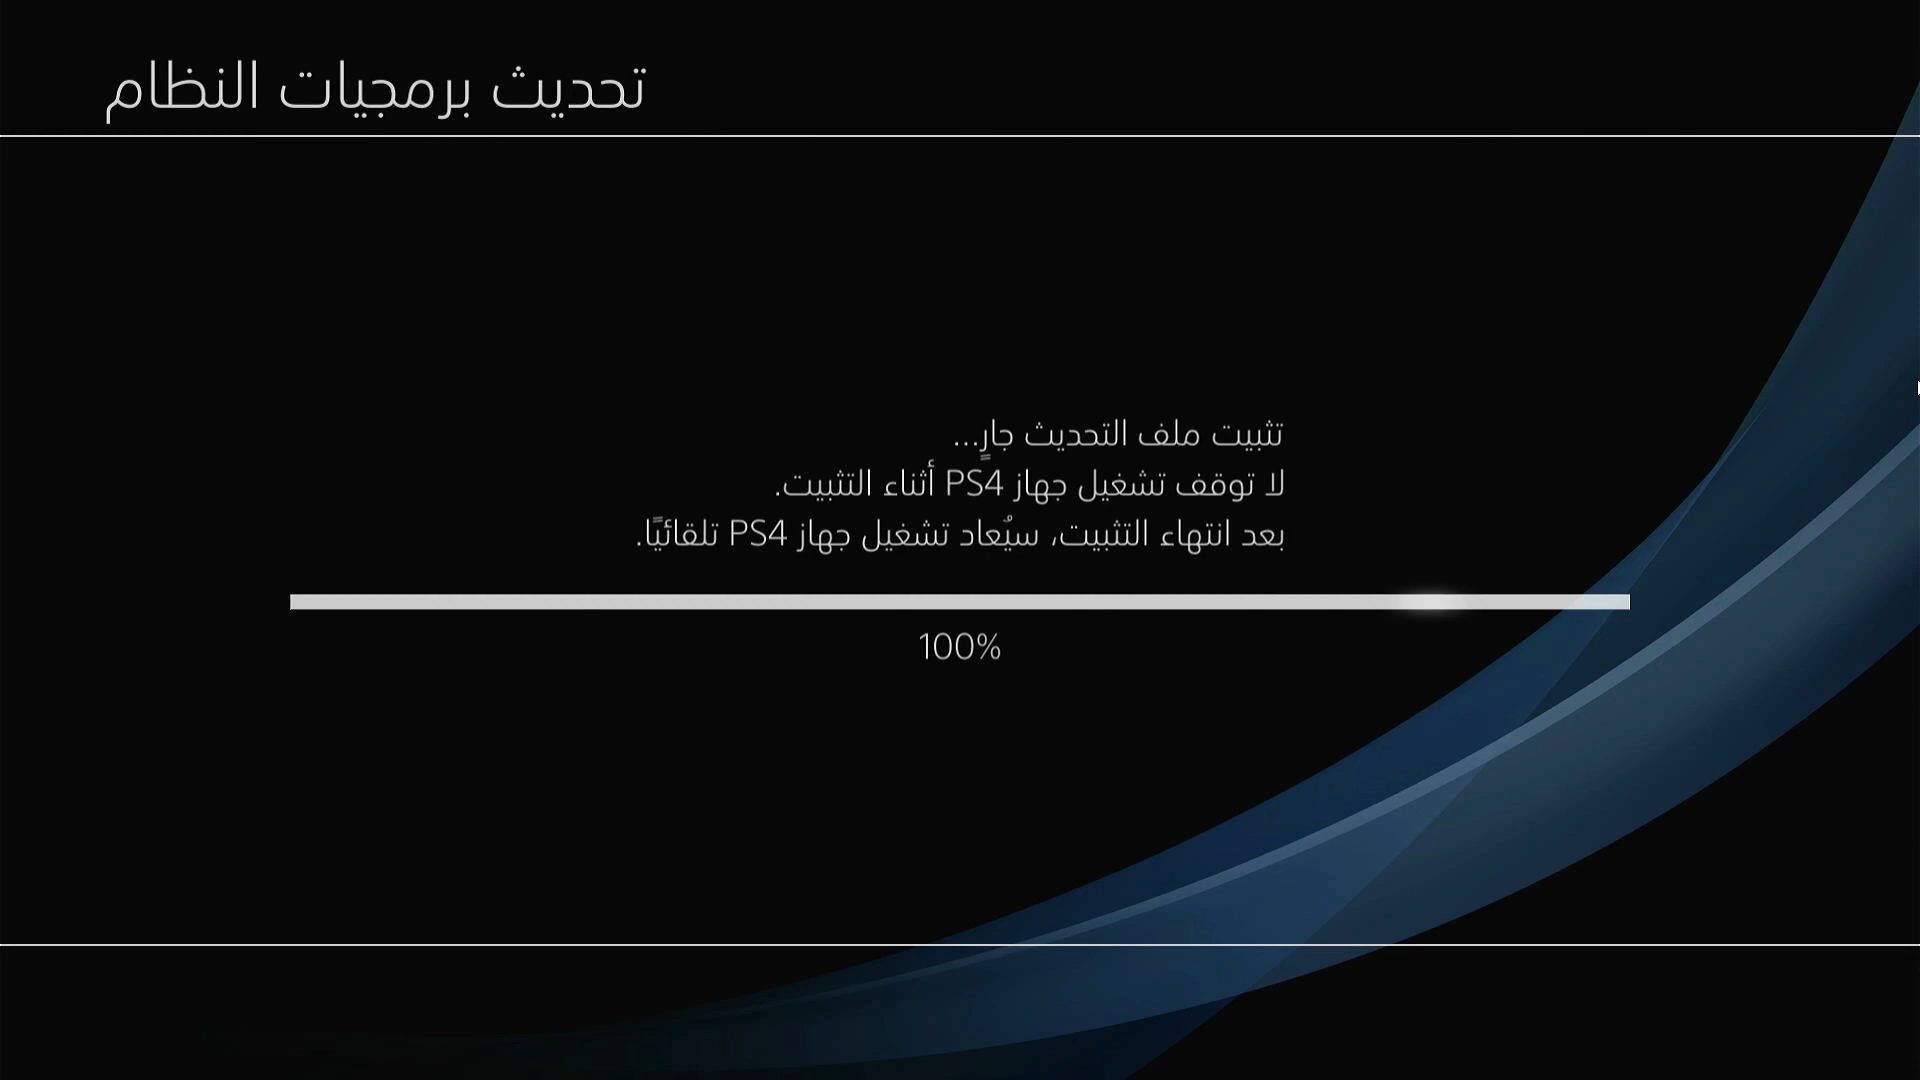 تحديث برمجيات النظام
تثبيت ملف التحديث جارٍ...
لا توقف تشغيل جهاز PS4 أثناء التثبيت.
بعد انتهاء التثبيت، سيُعاد تشغيل جهاز PS4 تلقائيًا.
100%